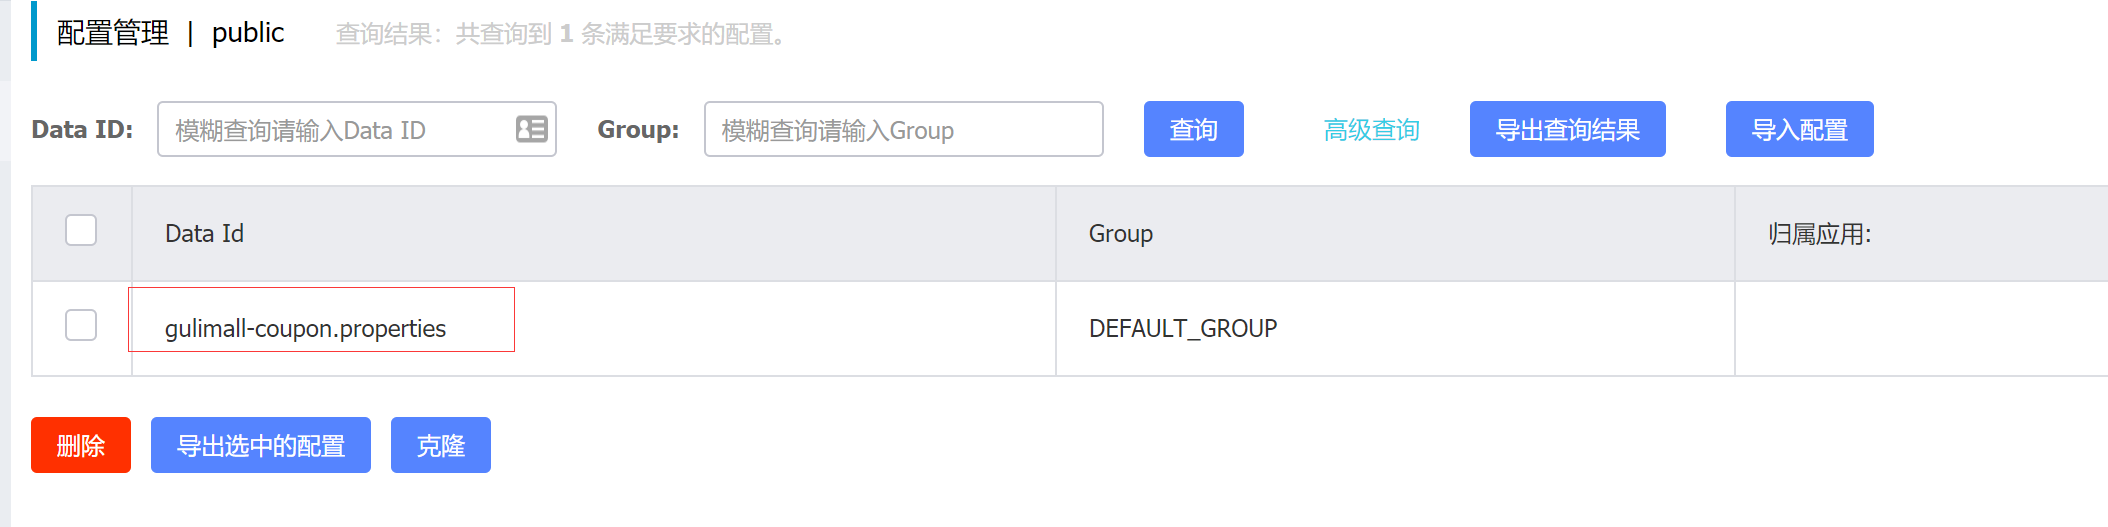 配置管理 | public 查询结果：共查询到 1 条满足要求的配置。
Data ID: 模糊查询请输入Data ID Group: 模糊查询请输入Group 查询 高级查询 导出查询结果 导入配置
Data Id Group 归属应用:
gulimall-coupon.properties DEFAULT_GROUP
删除 导出选中的配置 克隆